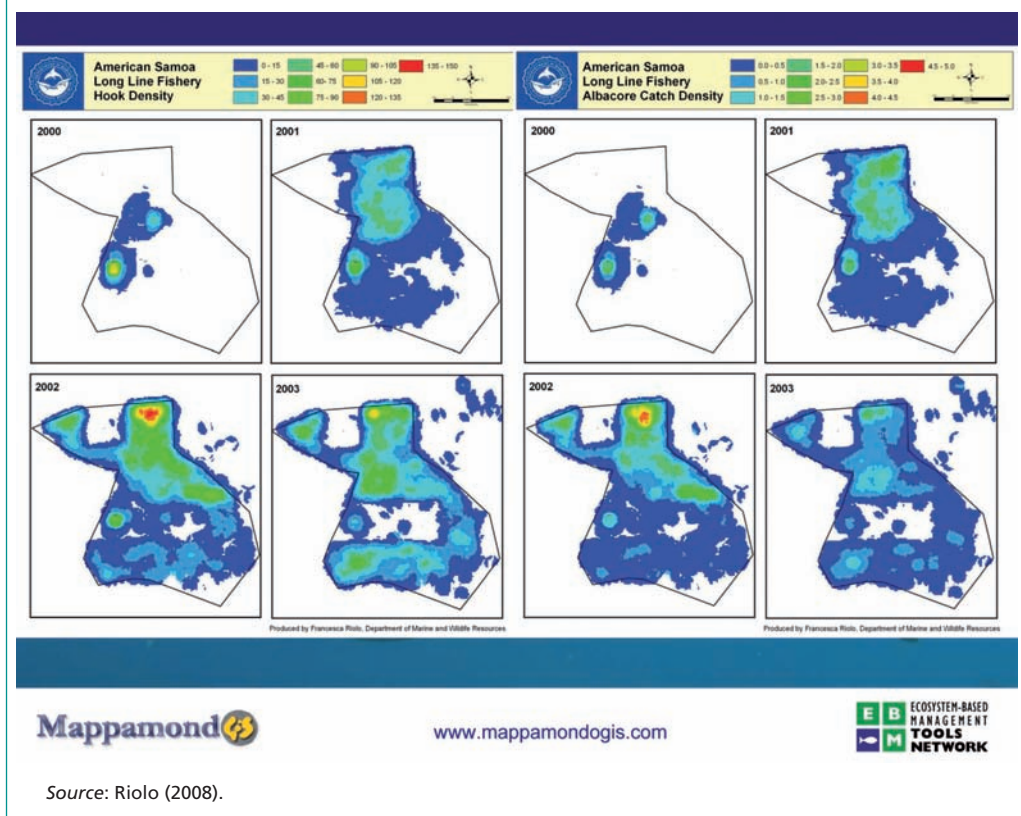 American Samoa
Long Line Fishery
Hook Density
0 - 15
15 - 30
30 - 45
45 - 60
60 - 75
75 - 90
90 - 105
105 - 120
120 - 135
135 - 150
American Samoa
Long Line Fishery
Albacore Catch Density
0.0 - 0.5
0.5 - 1.0
1.0 - 1.5
1.5 - 2.0
2.0 - 2.5
2.5 - 3.0
3.0 - 3.5
3.5 - 4.0
4.0 - 4.5
4.5 - 5.0
2000
2001
2000
2001
2002
2003
2002
2003
Produced by Francesca Riolo, Department of Marine and Wildlife Resources
Produced by Francesca Riolo, Department of Marine and Wildlife Resources
Mappamondo GIS
www.mappamondogis.com
E B M
ECOSYSTEM-BASED
MANAGEMENT
TOOLS
NETWORK
Source: Riolo (2008).